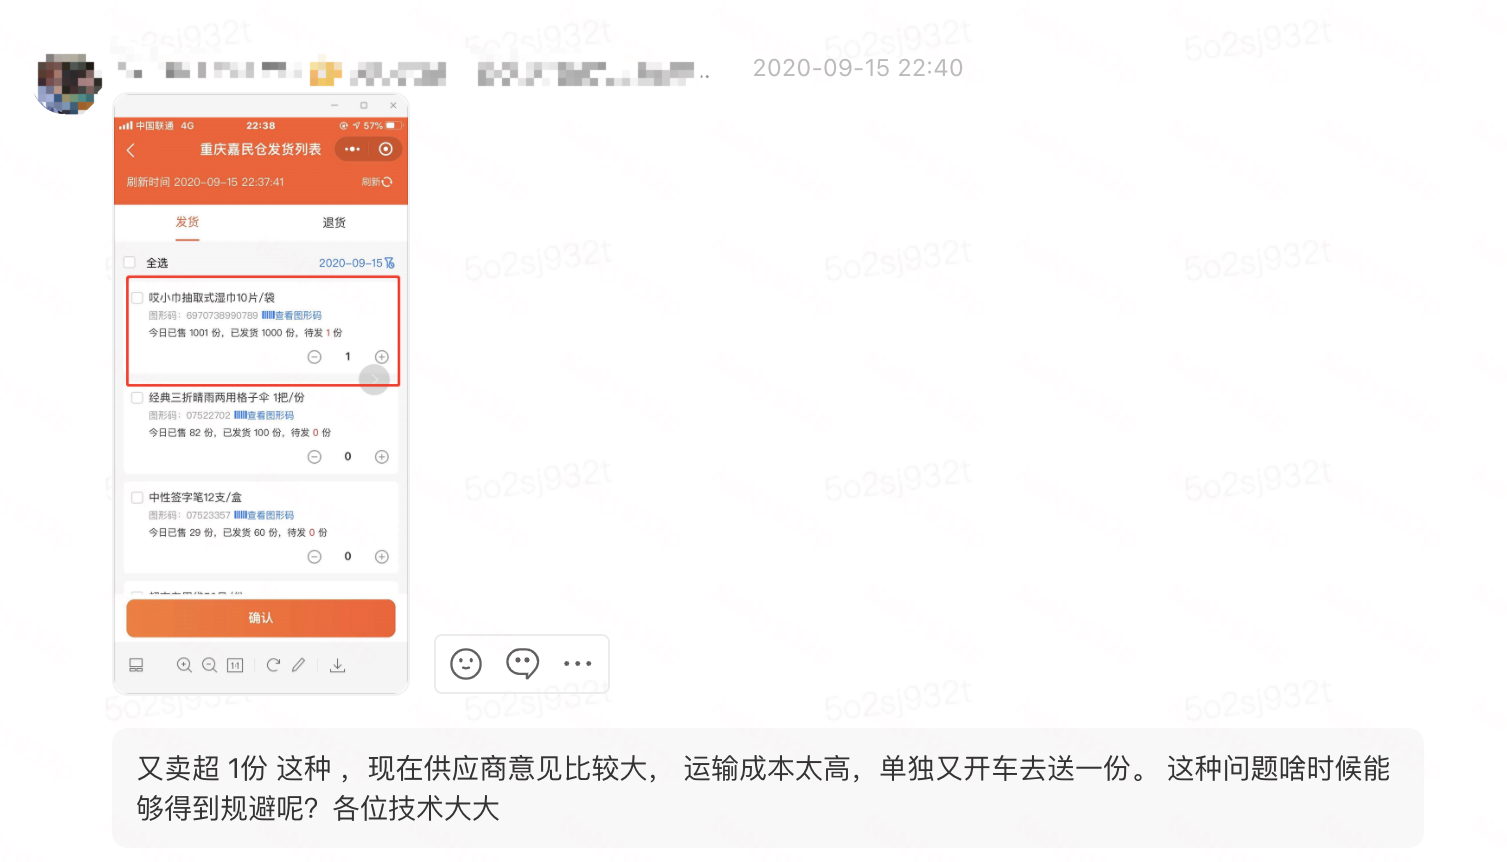 2020-09-15 22:40
中国联通 4G 22:38 57%
重庆嘉民仓发货列表
刷新时间 2020-09-15 22:37:41 刷新
发货 退货
全选 2020-09-15
哎小巾抽取式湿巾10片/袋
图形码：6970738990789 查看图形码
今日已售 1001 份，已发货 1000 份，待发 1 份
1
经典三折晴雨两用格子伞 1把/份
图形码：07522702 查看图形码
今日已售 82 份，已发货 100 份，待发 0 份
0
中性签字笔12支/盒
图形码：07523357 查看图形码
今日已售 29 份，已发货 60 份，待发 0 份
0
确认
1:1
又卖超 1份 这种 ，现在供应商意见比较大， 运输成本太高，单独又开车去送一份。 这种问题啥时候能
够得到规避呢？各位技术大大
5o2sj932t